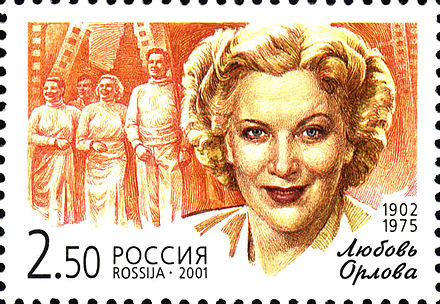 1902
1975
Любовь
Орлова
2.50
РОССИЯ
ROSSIJA · 2001